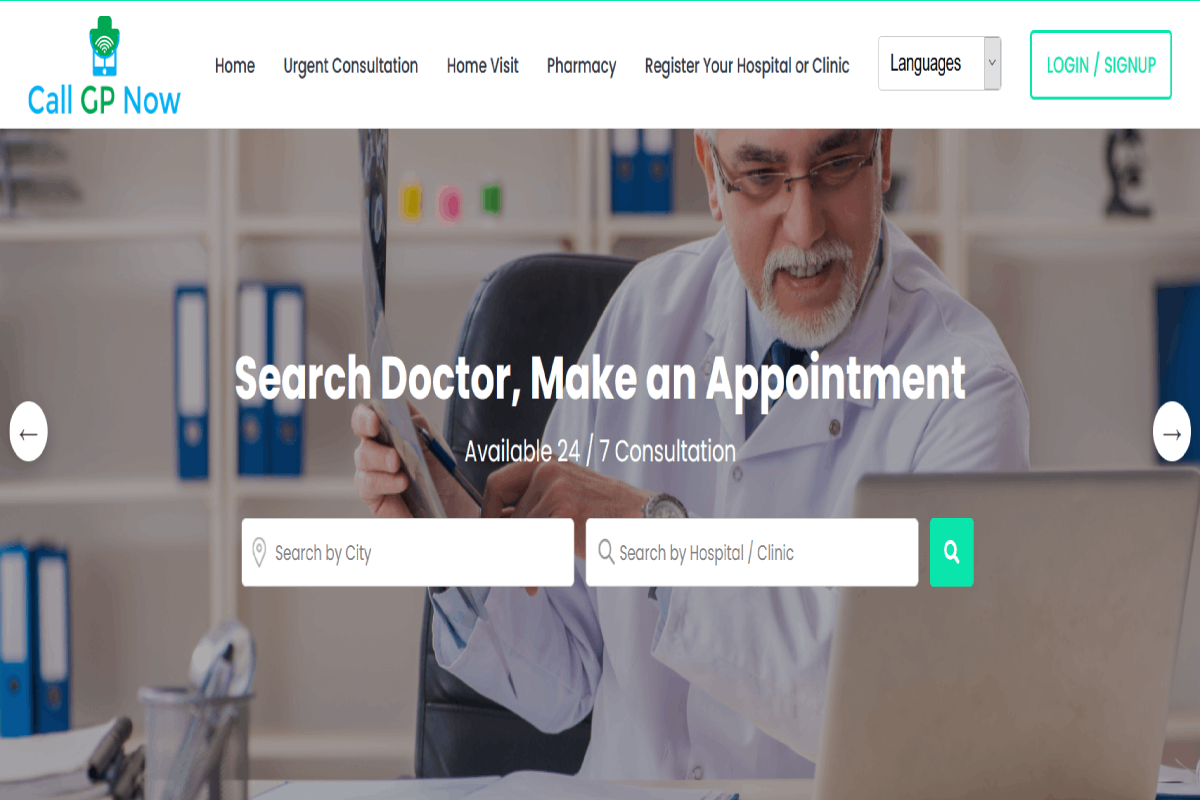 Call GP Now
Home
Urgent Consultation
Home Visit
Pharmacy
Register Your Hospital or Clinic
Languages
LOGIN / SIGNUP
Search Doctor, Make an Appointment
Available 24 / 7 Consultation
Search by City
Search by Hospital / Clinic